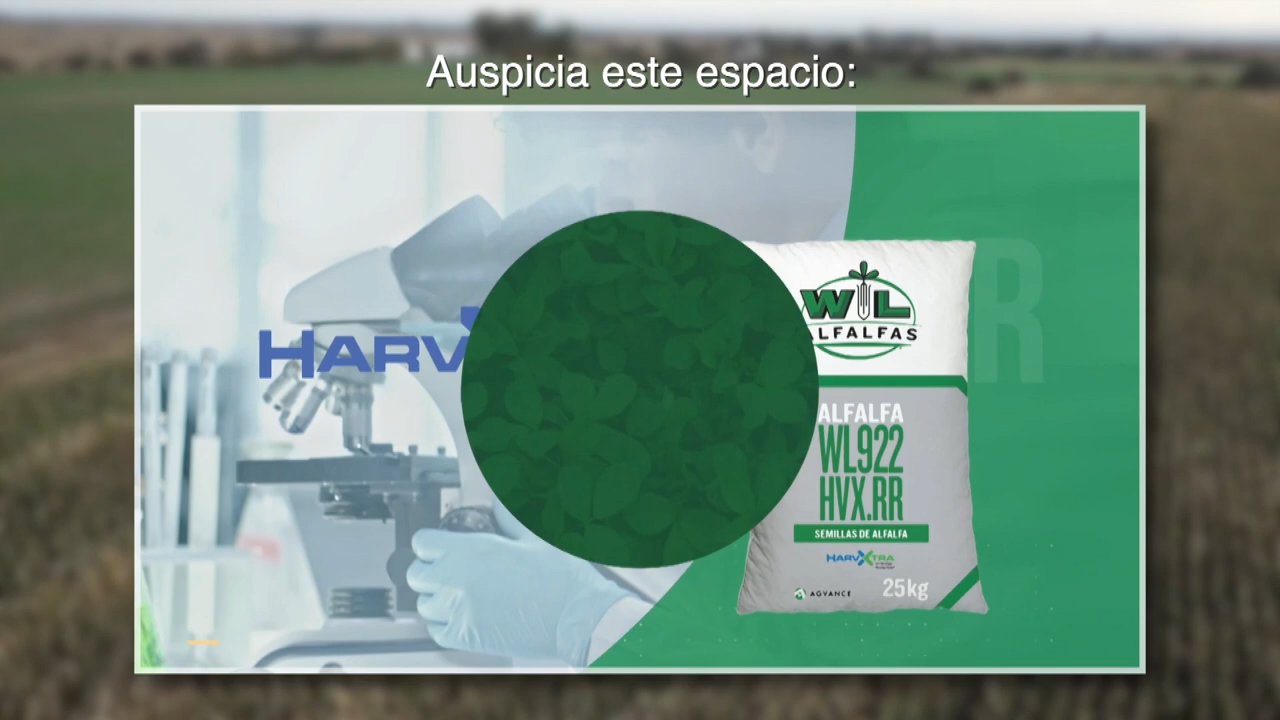 Auspicia este espacio:
HARV
R
WL
ALFALFAS
ALFALFA
WL922
HVX.RR
SEMILLAS DE ALFALFA
HARVXTRA
AGVANCE 25kg